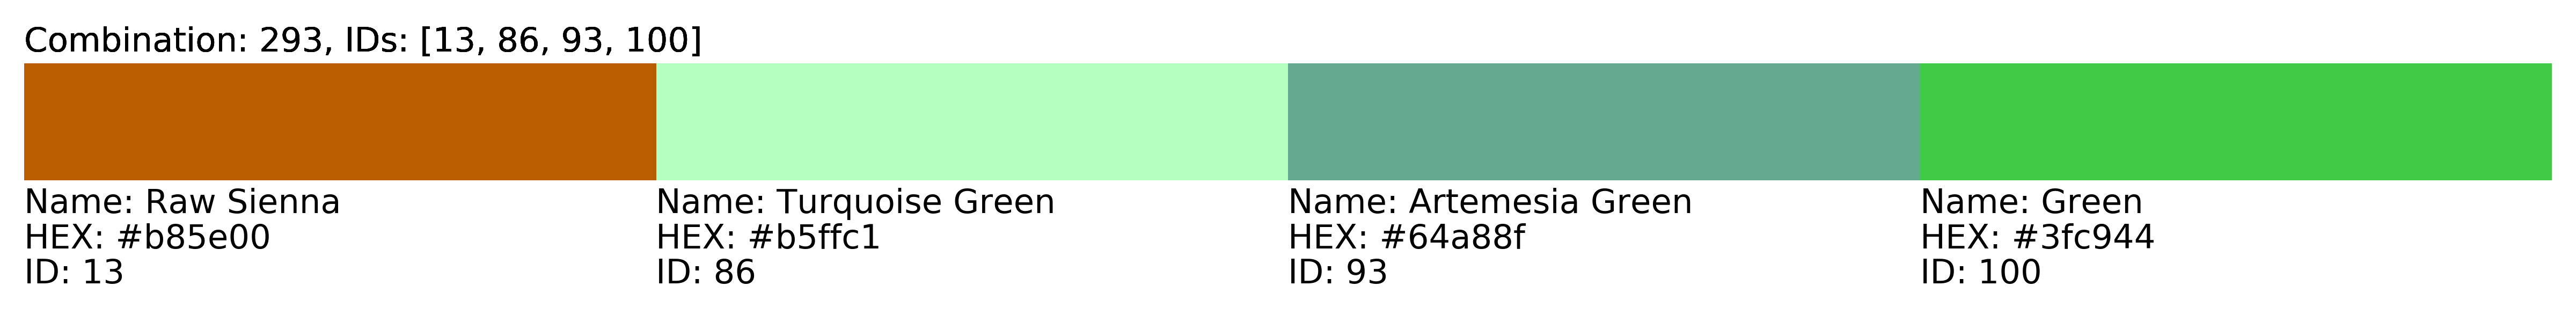 Combination: 293, IDs: [13, 86, 93, 100]
Name: Raw Sienna
HEX: #b85e00
ID: 13
Name: Turquoise Green
HEX: #b5ffc1
ID: 86
Name: Artemesia Green
HEX: #64a88f
ID: 93
Name: Green
HEX: #3fc944
ID: 100